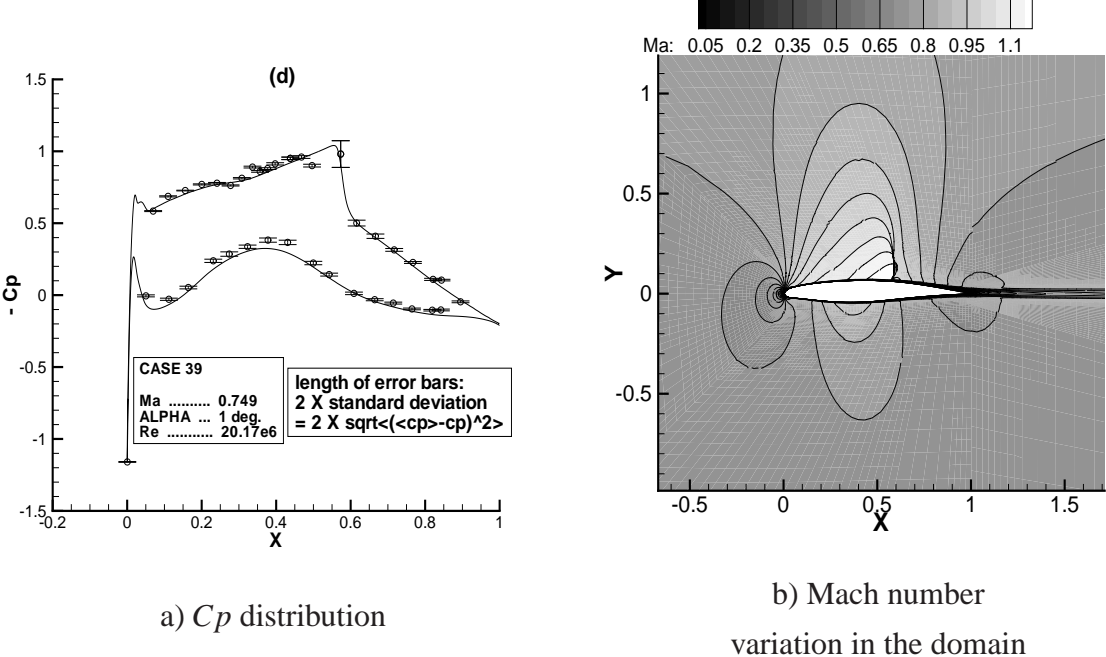 (d)
1.5
1
0.5
0
-0.5
-1
-1.5
- Cp
-0.2 0 0.2 0.4 0.6 0.8 1
X
CASE 39
Ma .......... 0.749
ALPHA ... 1 deg.
Re ........... 20.17e6
length of error bars:
2 X standard deviation
= 2 X sqrt<(<cp>-cp)^2>
a) Cp distribution
Ma: 0.05 0.2 0.35 0.5 0.65 0.8 0.95 1.1
1
0.5
0
-0.5
Y
-0.5 0 0.5 1 1.5
X
b) Mach number
variation in the domain